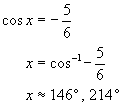 cos x = −5/6
x = cos⁻¹ −5/6
x ≈ 146°, 214°